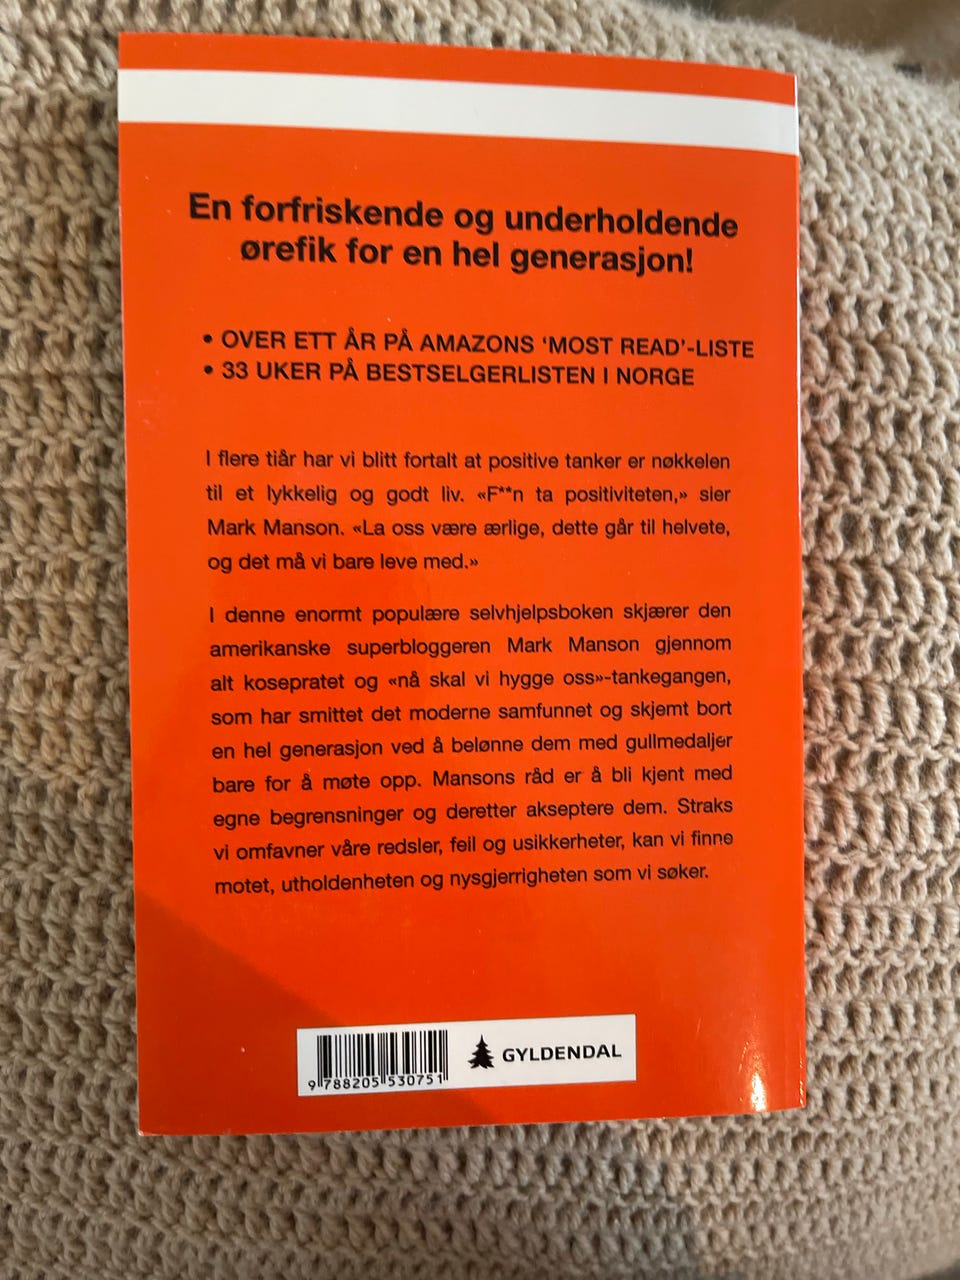 En forfriskende og underholdende
ørefik for en hel generasjon!
• OVER ETT ÅR PÅ AMAZONS ‘MOST READ’-LISTE
• 33 UKER PÅ BESTSELGERLISTEN I NORGE
I flere tiår har vi blitt fortalt at positive tanker er nøkkelen
til et lykkelig og godt liv. «F**n ta positiviteten,» sier
Mark Manson. «La oss være ærlige, dette går til helvete,
og det må vi bare leve med.»
I denne enormt populære selvhjelpsboken skjærer den
amerikanske superbloggeren Mark Manson gjennom
alt kosepratet og «nå skal vi hygge oss»-tankegangen,
som har smittet det moderne samfunnet og skjemt bort
en hel generasjon ved å belønne dem med gullmedaljer
bare for å møte opp. Mansons råd er å bli kjent med
egne begrensninger og deretter akseptere dem. Straks
vi omfavner våre redsler, feil og usikkerheter, kan vi finne
motet, utholdenheten og nysgjerrigheten som vi søker.
9 788205 530751
GYLDENDAL